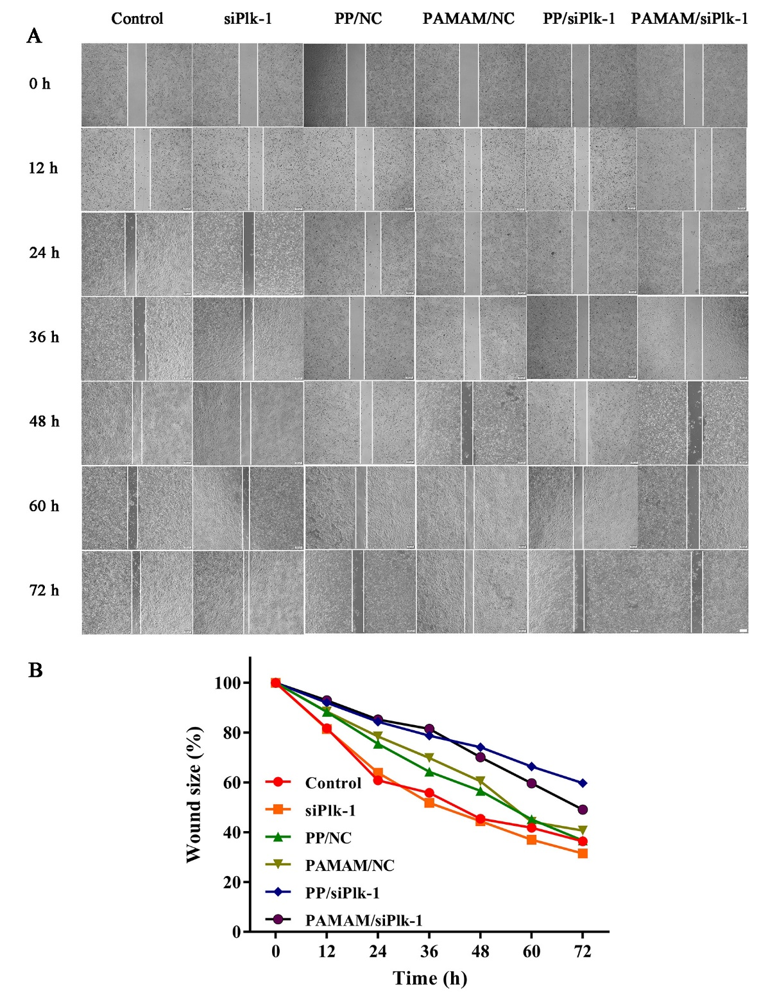 Control siPlk-1 PP/NC PAMAM/NC PP/siPlk-1 PAMAM/siPlk-1
A
0 h
12 h
24 h
36 h
48 h
60 h
72 h
B
100
80
60
40
20
0
Wound size (%)
Control
siPlk-1
PP/NC
PAMAM/NC
PP/siPlk-1
PAMAM/siPlk-1
0 12 24 36 48 60 72
Time (h)